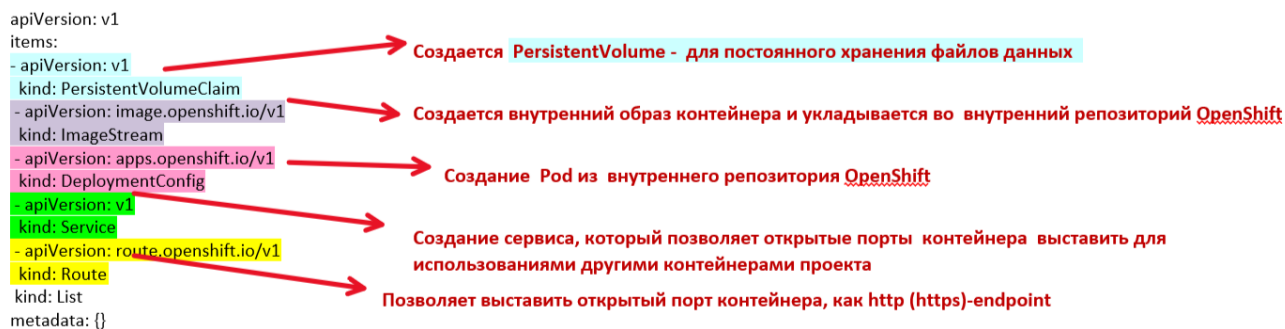 apiVersion: v1
items:
- apiVersion: v1
kind: PersistentVolumeClaim
- apiVersion: image.openshift.io/v1
kind: ImageStream
- apiVersion: apps.openshift.io/v1
kind: DeploymentConfig
- apiVersion: v1
kind: Service
- apiVersion: route.openshift.io/v1
kind: Route
kind: List
metadata: {}
Создается PersistentVolume - для постоянного хранения файлов данных
Создается внутренний образ контейнера и укладывается во внутренний репозиторий OpenShift
Создание Pod из внутреннего репозитория OpenShift
Создание сервиса, который позволяет открытые порты контейнера выставить для
использованиями другими контейнерами проекта
Позволяет выставить открытый порт контейнера, как http (https)-endpoint